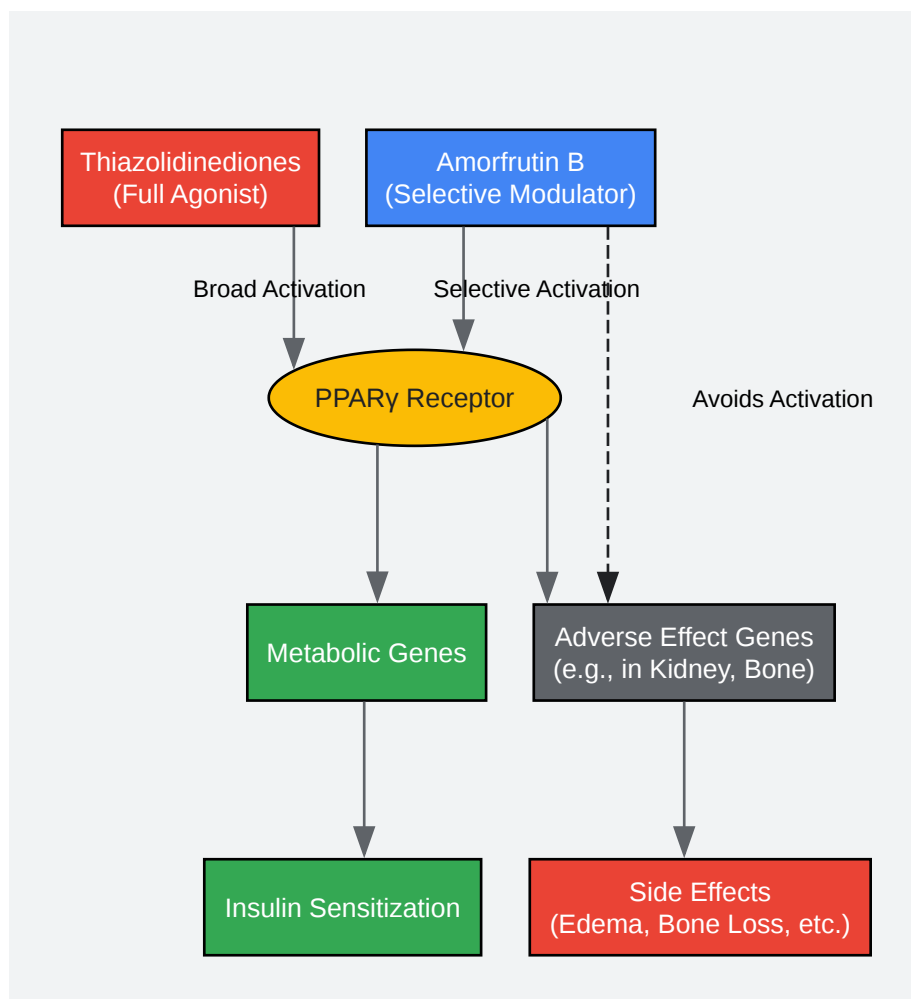 Thiazolidinediones
(Full Agonist)
Amorfrutin B
(Selective Modulator)
Broad Activation
Selective Activation
PPARγ Receptor
Avoids Activation
Metabolic Genes
Adverse Effect Genes
(e.g., in Kidney, Bone)
Insulin Sensitization
Side Effects
(Edema, Bone Loss, etc.)